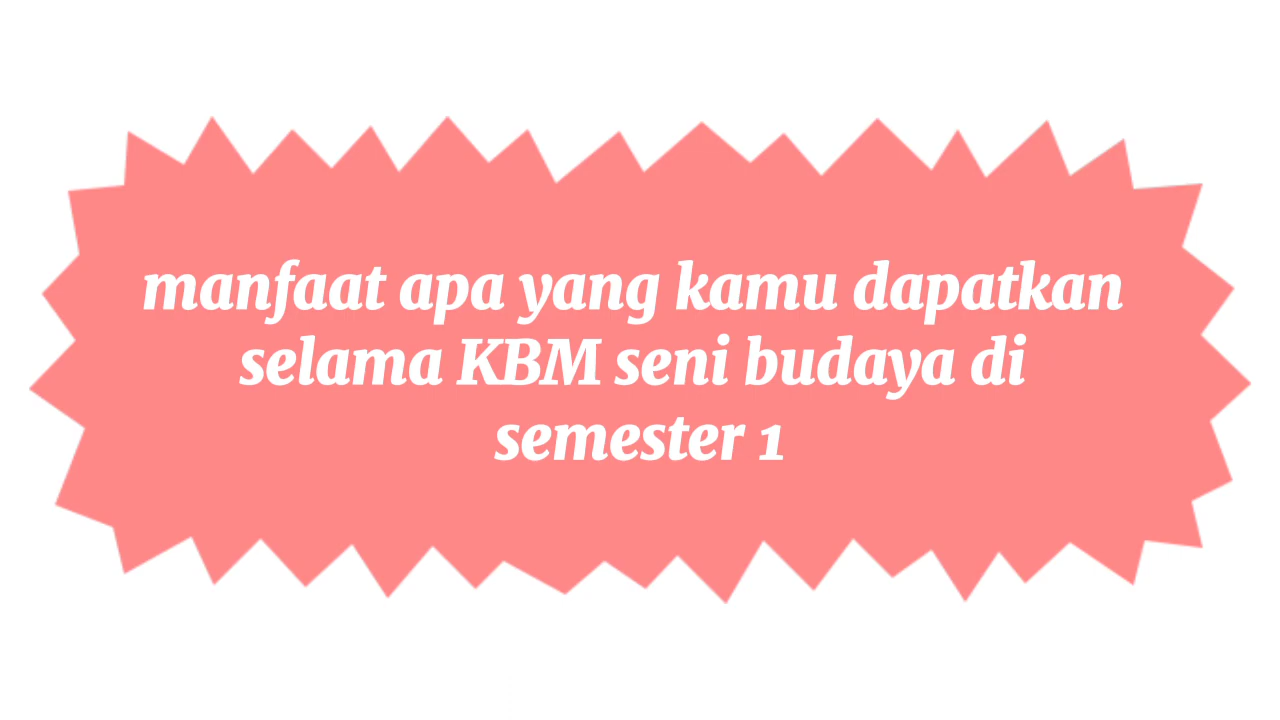 manfaat apa yang kamu dapatkan
selama KBM seni budaya di
semester 1